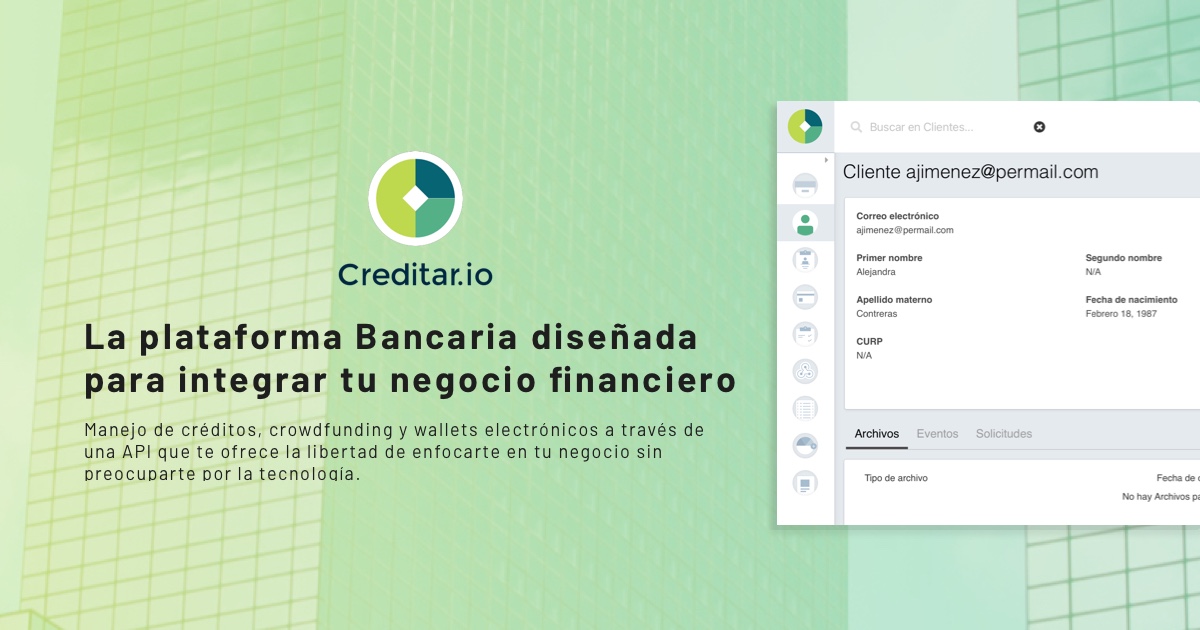 Creditar.io
La plataforma Bancaria diseñada
para integrar tu negocio financiero
Manejo de créditos, crowdfunding y wallets electrónicos a través de
una API que te ofrece la libertad de enfocarte en tu negocio sin
preocuparte por la tecnología.
Buscar en Clientes...
Cliente ajimenez@permail.com
Correo electrónico
ajimenez@permail.com
Primer nombre Segundo nombre
Alejandra N/A
Apellido materno Fecha de nacimiento
Contreras Febrero 18, 1987
CURP
N/A
Archivos Eventos Solicitudes
Tipo de archivo Fecha de
No hay Archivos